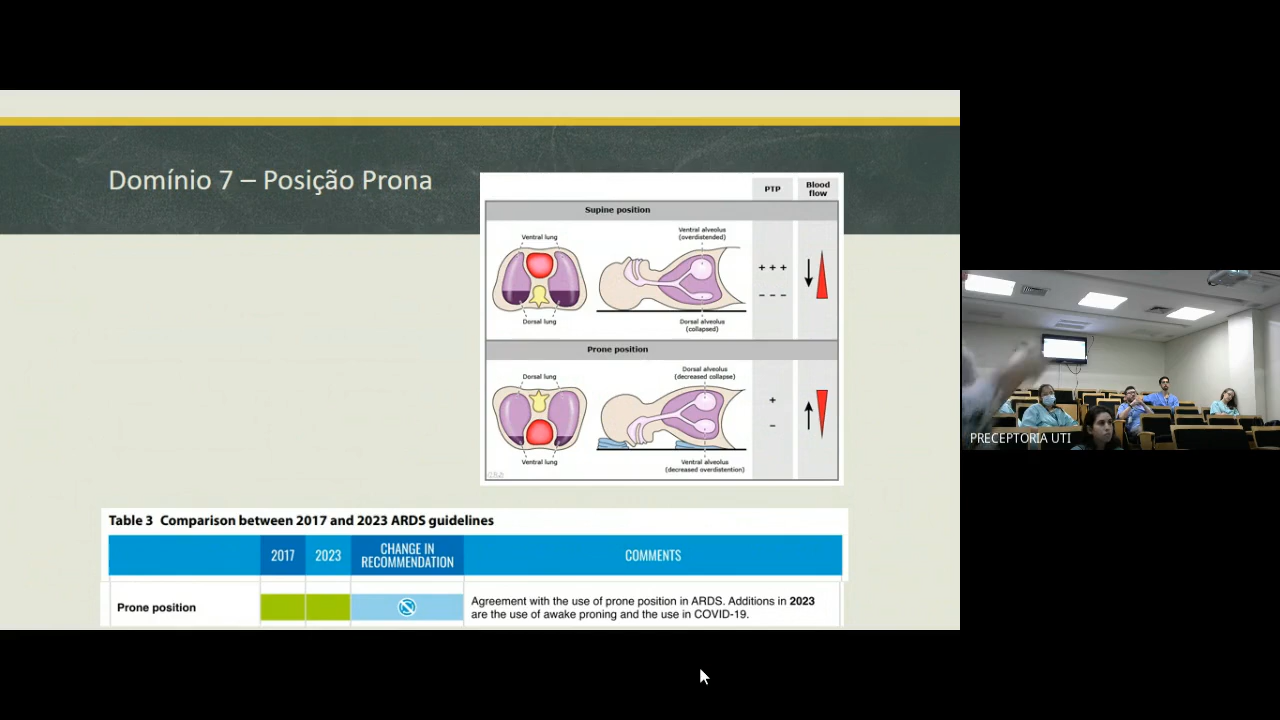 Domínio 7 – Posição Prona
PTP
Blood
flow
Supine position
Ventral lung
Ventral alveolus
(overdistended)
+ + +
– – –
Dorsal lung
Dorsal alveolus
(collapsed)
Prone position
Dorsal lung
Dorsal alveolus
(decreased collapse)
+
–
Ventral lung
Ventral alveolus
(decreased overdistention)
PRECEPTORIA UTI
Table 3 Comparison between 2017 and 2023 ARDS guidelines
2017
2023
CHANGE IN
RECOMMENDATION
COMMENTS
Prone position
Agreement with the use of prone position in ARDS. Additions in 2023
are the use of awake proning and the use in COVID-19.